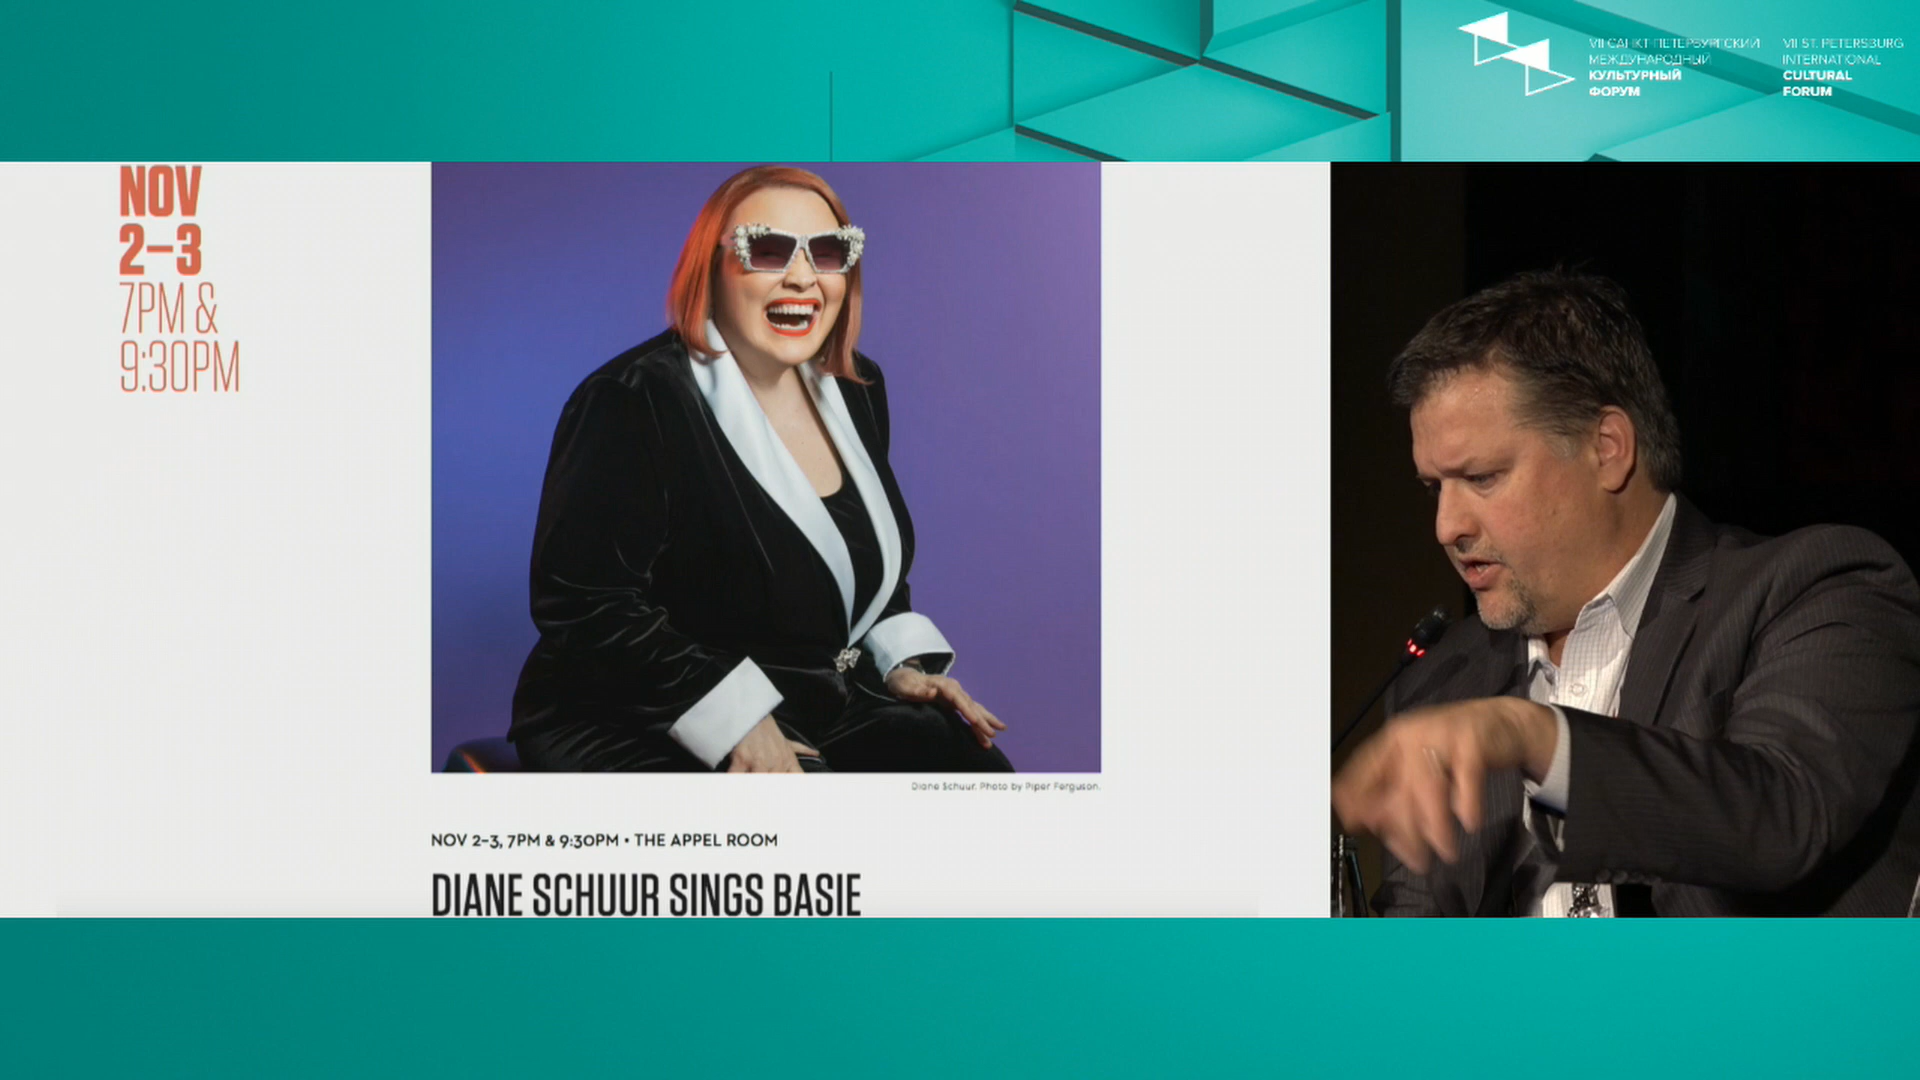 VII САНКТ-ПЕТЕРБУРГСКИЙ
МЕЖДУНАРОДНЫЙ
КУЛЬТУРНЫЙ
ФОРУМ
VII ST. PETERSBURG
INTERNATIONAL
CULTURAL
FORUM
NOV
2–3
7PM &
9:30PM
Diane Schuur. Photo by Piper Ferguson.
NOV 2–3, 7PM & 9:30PM • THE APPEL ROOM
DIANE SCHUUR SINGS BASIE